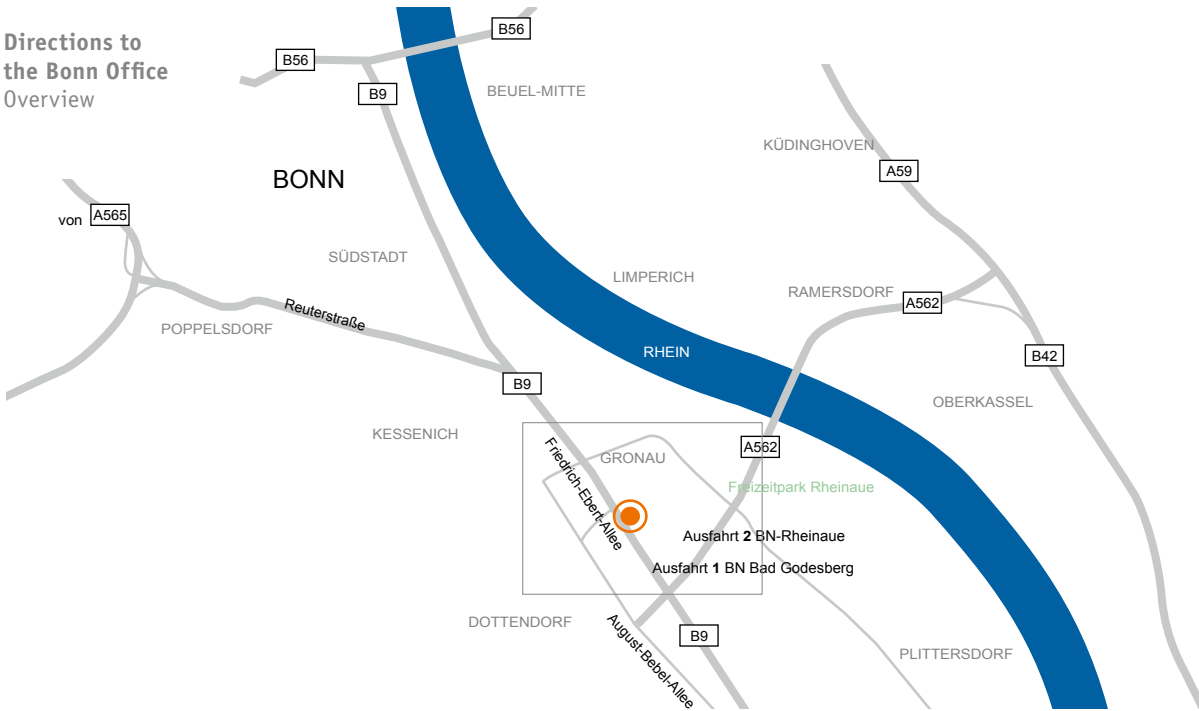 Directions to
the Bonn Office
Overview
B56
B56
B9
BEUEL-MITTE
KÜDINGHOVEN
A59
BONN
von A565
SÜDSTADT
LIMPERICH
RAMERSDORF
A562
POPPELSDORF
Reuterstraße
RHEIN
B42
B9
OBERKASSEL
KESSENICH
A562
GRONAU
Friedrich-Ebert-Allee
Freizeitpark Rheinaue
Ausfahrt 2 BN-Rheinaue
Ausfahrt 1 BN Bad Godesberg
DOTTENDORF
B9
August-Bebel-Allee
PLITTERSDORF